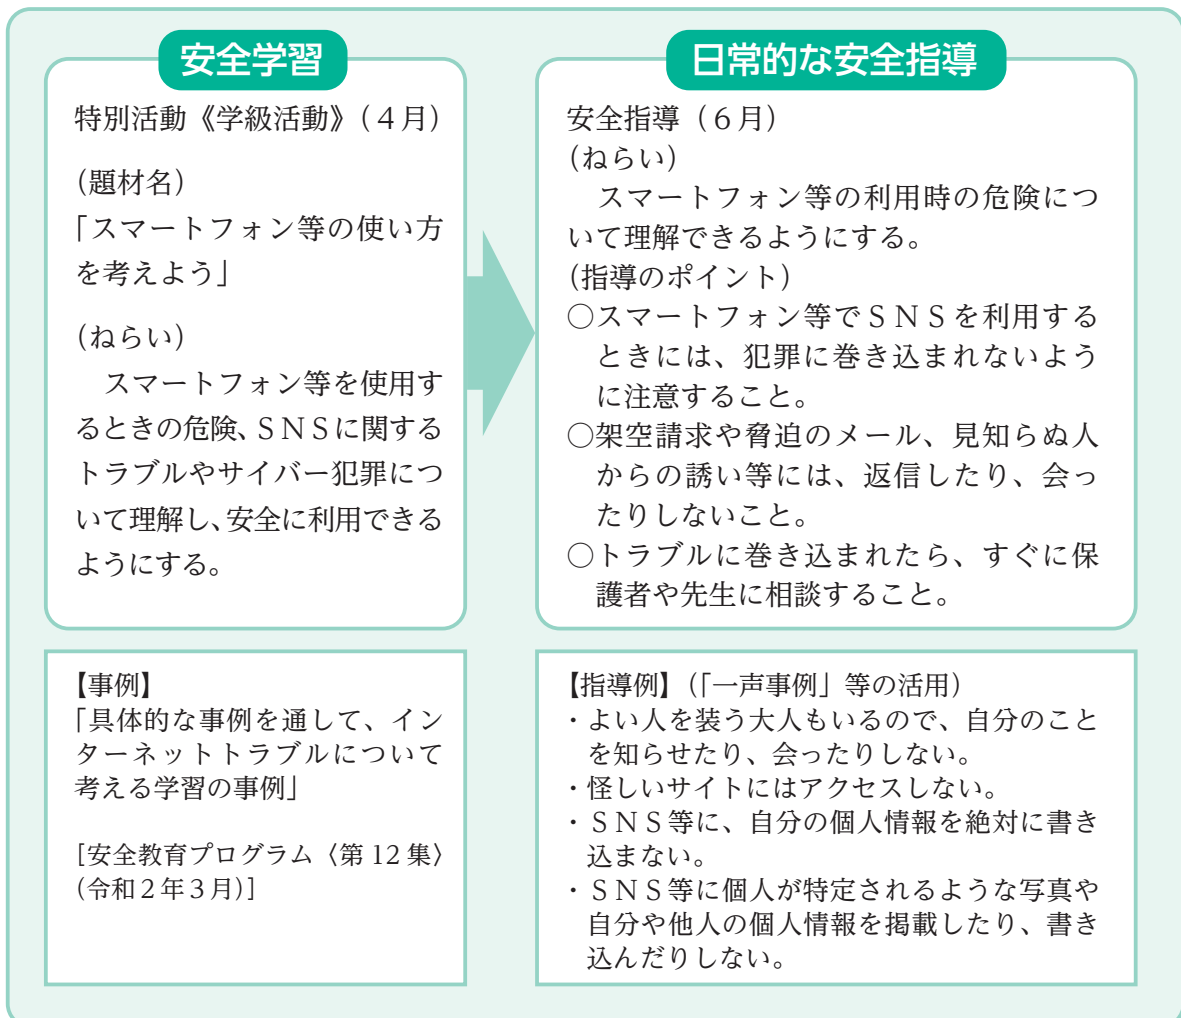 安全学習
特別活動《学級活動》（４月）
（題材名）
「スマートフォン等の使い方
を考えよう」
（ねらい）
　スマートフォン等を使用す
るときの危険、ＳＮＳに関する
トラブルやサイバー犯罪につ
いて理解し、安全に利用できる
ようにする。
【事例】
「具体的な事例を通して、イン
ターネットトラブルについて
考える学習の事例」
［安全教育プログラム〈第 12 集〉
（令和２年３月）］
日常的な安全指導
安全指導（６月）
（ねらい）
　スマートフォン等の利用時の危険につ
いて理解できるようにする。
（指導のポイント）
○スマートフォン等でＳＮＳを利用する
ときには、犯罪に巻き込まれないよう
に注意すること。
○架空請求や脅迫のメール、見知らぬ人
からの誘い等には、返信したり、会っ
たりしないこと。
○トラブルに巻き込まれたら、すぐに保
護者や先生に相談すること。
【指導例】（「一声事例」等の活用）
・よい人を装う大人もいるので、自分のこと
を知らせたり、会ったりしない。
・怪しいサイトにはアクセスしない。
・ＳＮＳ等に、自分の個人情報を絶対に書き
込まない。
・ＳＮＳ等に個人が特定されるような写真や
自分や他人の個人情報を掲載したり、書き
込んだりしない。